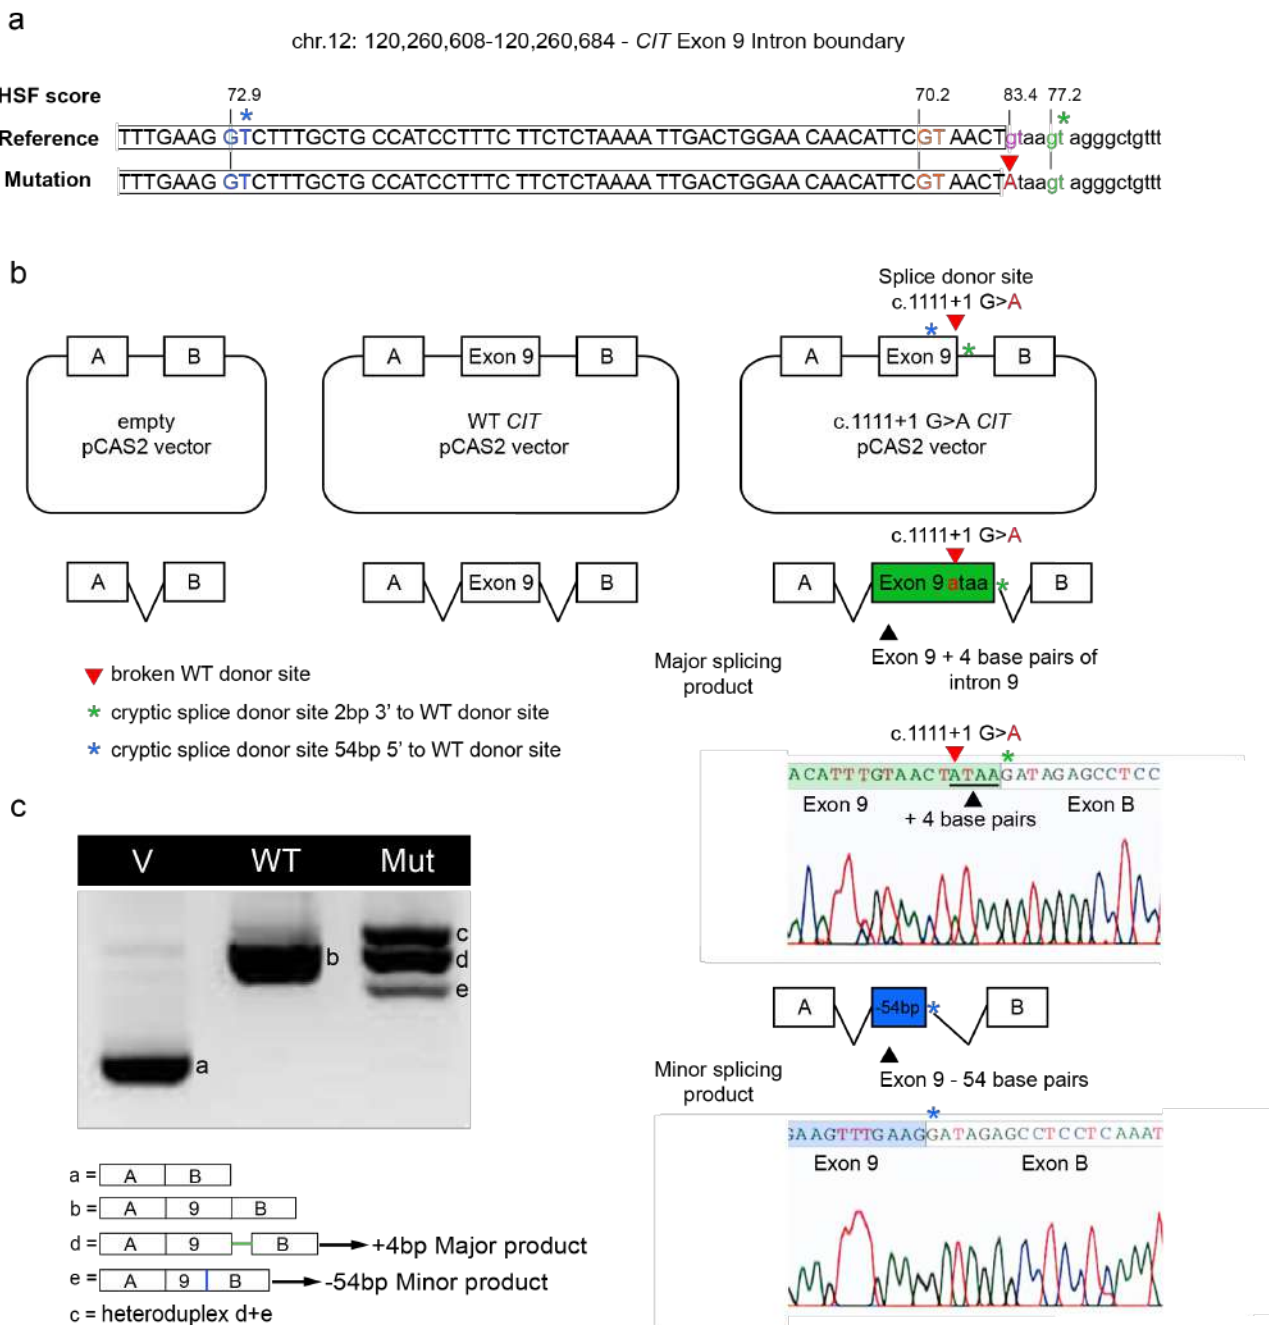 a
chr.12: 120,260,608-120,260,684 - CIT Exon 9 Intron boundary
HSF score 72.9 70.2 83.4 77.2
*
*
Reference TTTGAAG GTCTTTGCTG CCATCCTTTC TTCTCTAAAA TTGACTGGAA CAACATTCGT AACTgtaagt agggctgttt
Mutation TTTGAAG GTCTTTGCTG CCATCCTTTC TTCTCTAAAA TTGACTGGAA CAACATTCGT AACTAtaagt agggctgttt
b
Splice donor site
c.1111+1 G>A
*
*
A B
A Exon 9 B
A Exon 9 B
empty
pCAS2 vector
WT CIT
pCAS2 vector
c.1111+1 G>A CIT
pCAS2 vector
c.1111+1 G>A
A B
A Exon 9 B
A Exon 9 ataa * B
Major splicing
product
Exon 9 + 4 base pairs of
intron 9
broken WT donor site
* cryptic splice donor site 2bp 3' to WT donor site
* cryptic splice donor site 54bp 5' to WT donor site
c.1111+1 G>A
*
ACATTTGTAACTATAAGATAGAGCCTCC
Exon 9 Exon B
+ 4 base pairs
A -54bp * B
Minor splicing
product
Exon 9 - 54 base pairs
*
GAAGTTTGAAGGATAGAGCCTCCTCAAAT
Exon 9 Exon B
c
V WT Mut
c
b d
e
a
a = A B
b = A 9 B
d = A 9 B +4bp Major product
e = A 9 B -54bp Minor product
c = heteroduplex d+e